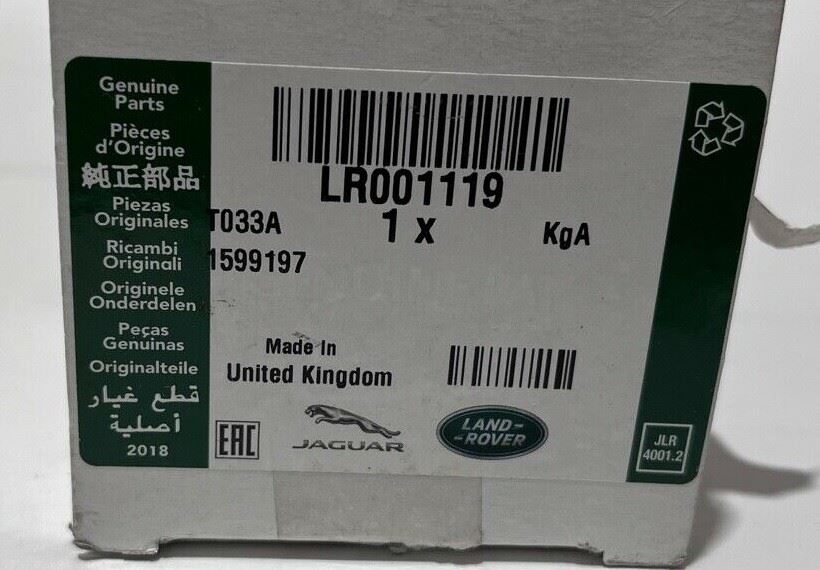 Genuine
Parts
Pièces
d'Origine
純正部品
Piezas
Originales
Ricambi
Originali
Originele
Onderdelen
Peças
Genuinas
Originalteile
قطع غيار
أصلية
2018
LR001119
T033A
1 x
KgA
1599197
Made In
United Kingdom
EAC
JAGUAR
LAND-
-ROVER
JLR
4001.2